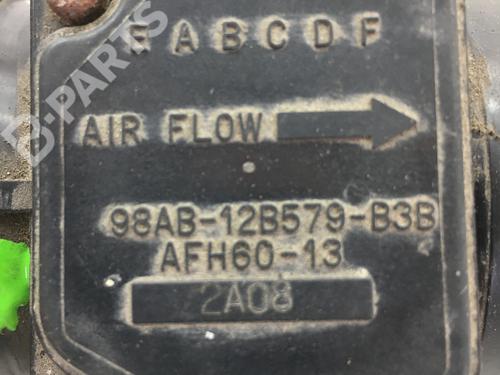 E A B C D F
AIR FLOW
98AB-12B579-B3B
AFH60-13
2A08
B-PARTS